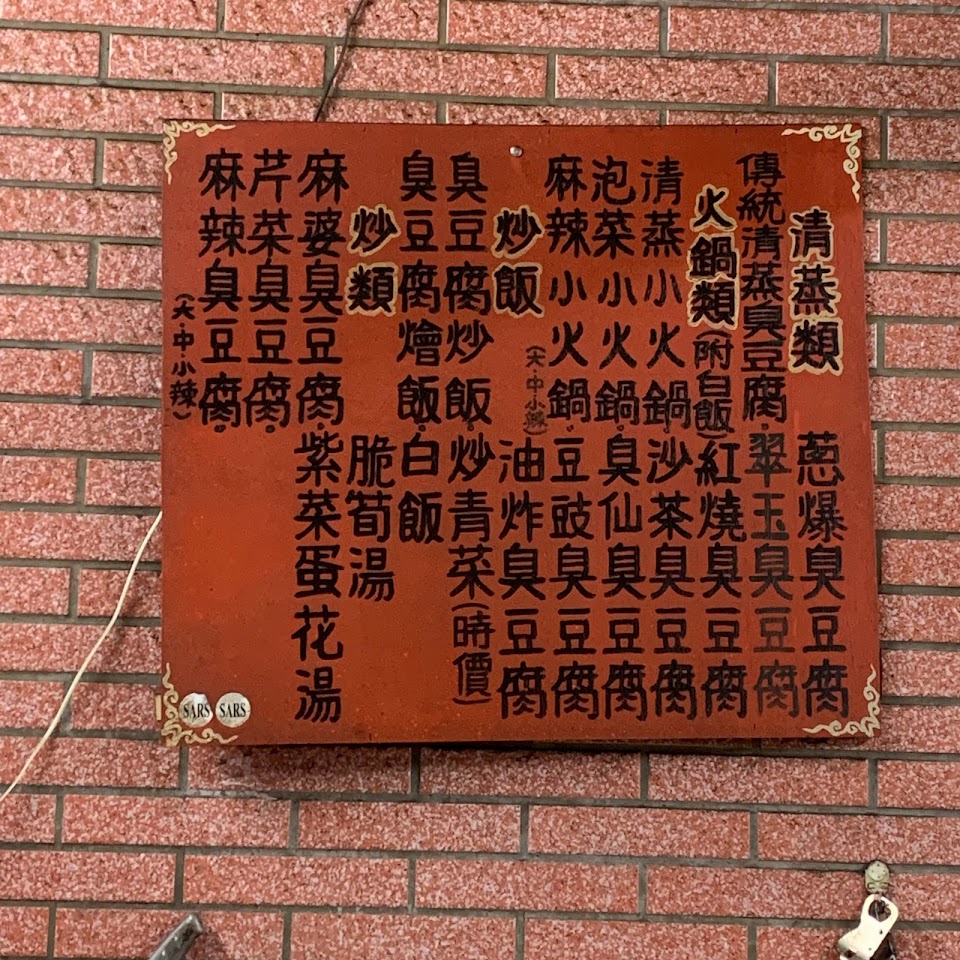 清蒸類
傳統清蒸臭豆腐
火鍋類(附白飯)
清蒸小火鍋
泡菜小火鍋
麻辣小火鍋
(大·中·小辣)
炒飯
臭豆腐炒飯
臭豆腐燴飯
炒類
麻婆臭豆腐
芹菜臭豆腐
麻辣臭豆腐
(大·中·小辣)
蔥爆臭豆腐
翠玉臭豆腐
紅燒臭豆腐
沙茶臭豆腐
臭仙臭豆腐
豆豉臭豆腐
油炸臭豆腐
炒青菜(時價)
白飯
脆筍湯
紫菜蛋花湯
SARS SARS